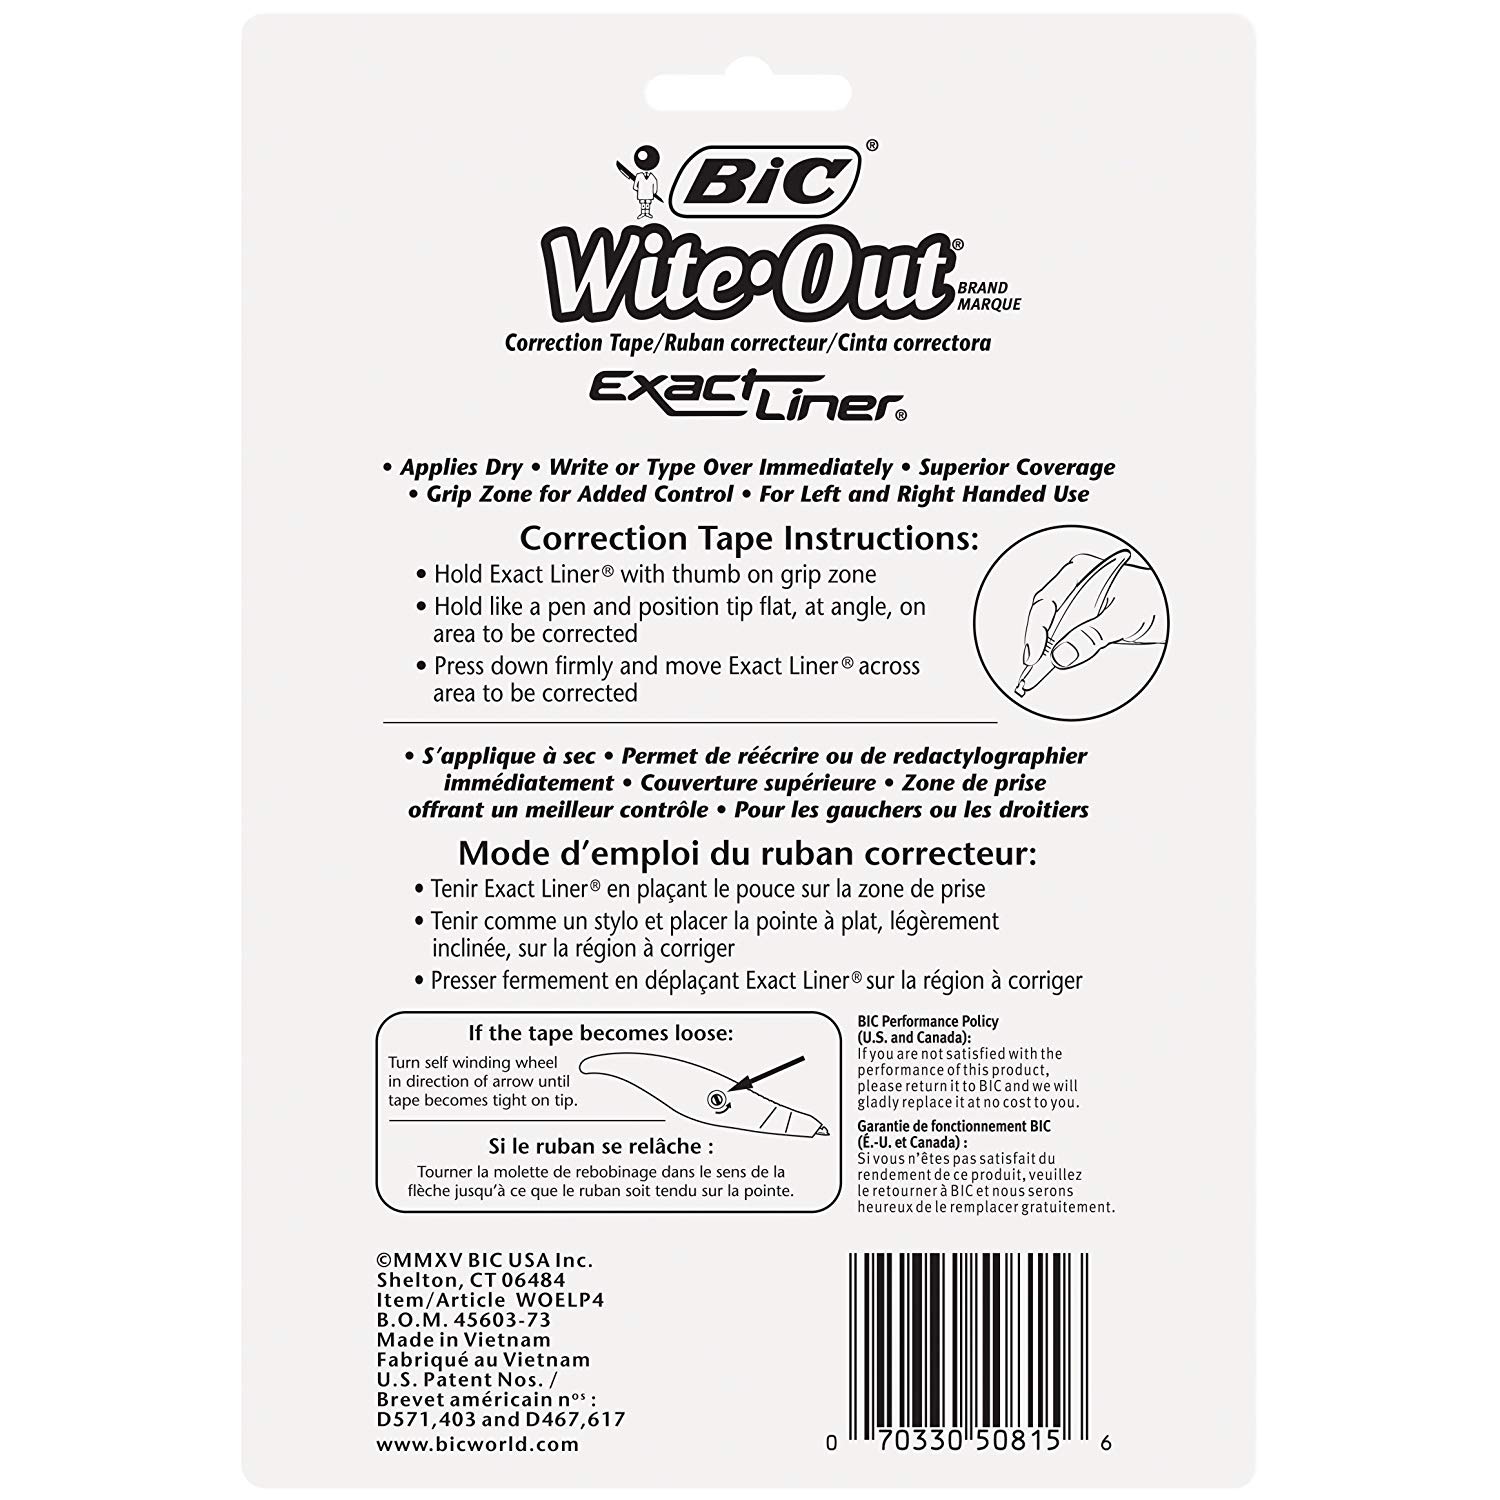 BiC®
Wite·Out®
BRAND
MARQUE
Correction Tape/Ruban correcteur/Cinta correctora
Exact Liner®
• Applies Dry • Write or Type Over Immediately • Superior Coverage
• Grip Zone for Added Control • For Left and Right Handed Use
Correction Tape Instructions:
• Hold Exact Liner® with thumb on grip zone
• Hold like a pen and position tip flat, at angle, on
area to be corrected
• Press down firmly and move Exact Liner® across
area to be corrected
• S'applique à sec • Permet de réécrire ou de redactylographier
immédiatement • Couverture supérieure • Zone de prise
offrant un meilleur contrôle • Pour les gauchers ou les droitiers
Mode d'emploi du ruban correcteur:
• Tenir Exact Liner® en plaçant le pouce sur la zone de prise
• Tenir comme un stylo et placer la pointe à plat, légèrement
inclinée, sur la région à corriger
• Presser fermement en déplaçant Exact Liner® sur la région à corriger
If the tape becomes loose:
Turn self winding wheel
in direction of arrow until
tape becomes tight on tip.
Si le ruban se relâche :
Tourner la molette de rebobinage dans le sens de la
flèche jusqu'à ce que le ruban soit tendu sur la pointe.
BIC Performance Policy
(U.S. and Canada):
If you are not satisfied with the
performance of this product,
please return it to BIC and we will
gladly replace it at no cost to you.
Garantie de fonctionnement BIC
(É.-U. et Canada) :
Si vous n'êtes pas satisfait du
rendement de ce produit, veuillez
le retourner à BIC et nous serons
heureux de le remplacer gratuitement.
©MMXV BIC USA Inc.
Shelton, CT 06484
Item/Article WOELP4
B.O.M. 45603-73
Made in Vietnam
Fabriqué au Vietnam
U.S. Patent Nos. /
Brevet américain nos :
D571,403 and D467,617
www.bicworld.com
0 70330 50815 6